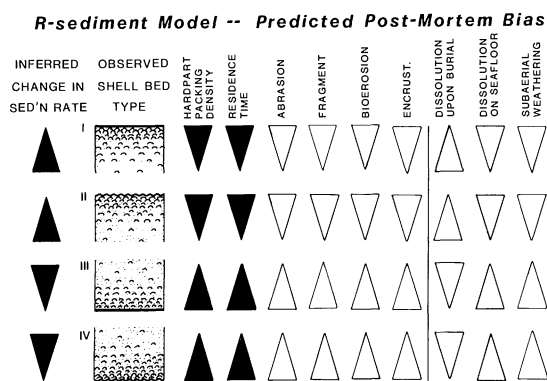 R-sediment Model -- Predicted Post-Mortem Bias
INFERRED
CHANGE IN
SED'N RATE
OBSERVED
SHELL BED
TYPE
HARDPART
PACKING
DENSITY
RESIDENCE
TIME
ABRASION
FRAGMENT
BIOEROSION
ENCRUST.
DISSOLUTION
UPON BURIAL
DISSOLUTION
ON SEAFLOOR
SUBAERIAL
WEATHERING
I
II
III
IV